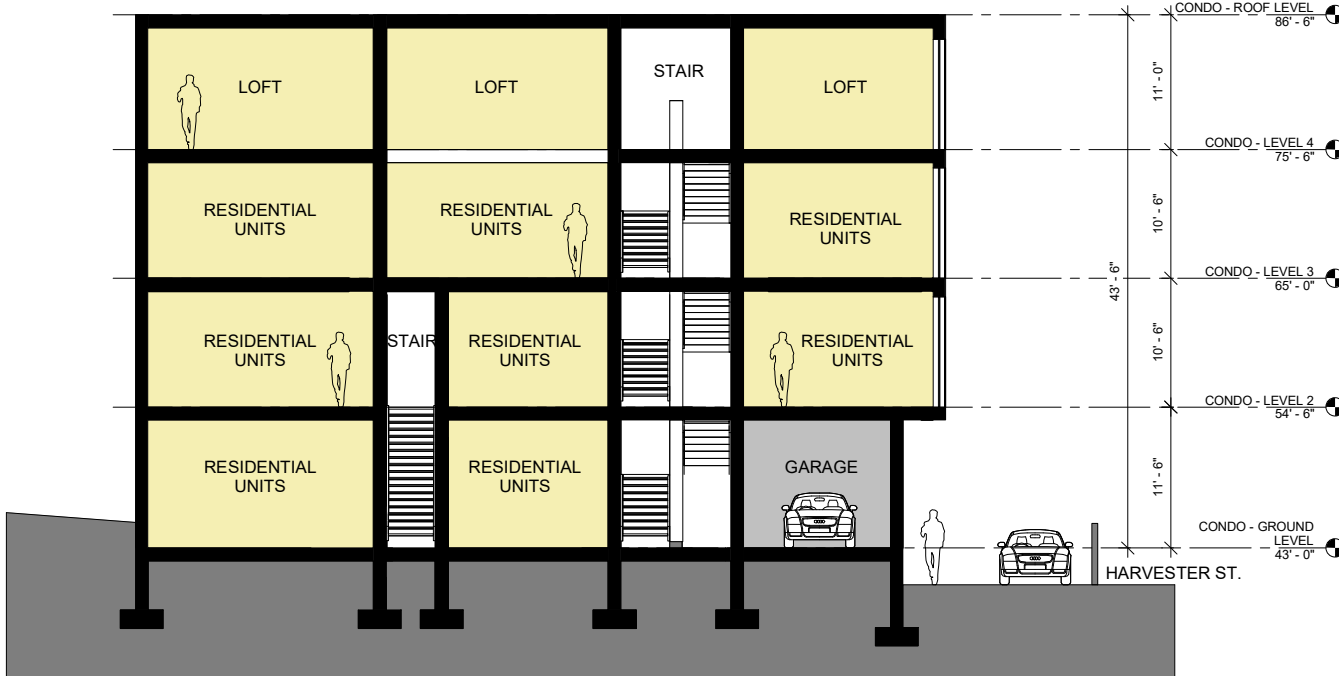 CONDO - ROOF LEVEL
86' - 6"
11' - 0"
LOFT
LOFT
STAIR
LOFT
CONDO - LEVEL 4
75' - 6"
10' - 6"
RESIDENTIAL
UNITS
RESIDENTIAL
UNITS
RESIDENTIAL
UNITS
43' - 6"
CONDO - LEVEL 3
65' - 0"
10' - 6"
RESIDENTIAL
UNITS
STAIR
RESIDENTIAL
UNITS
RESIDENTIAL
UNITS
CONDO - LEVEL 2
54' - 6"
11' - 6"
RESIDENTIAL
UNITS
RESIDENTIAL
UNITS
GARAGE
CONDO - GROUND
LEVEL
43' - 0"
HARVESTER ST.